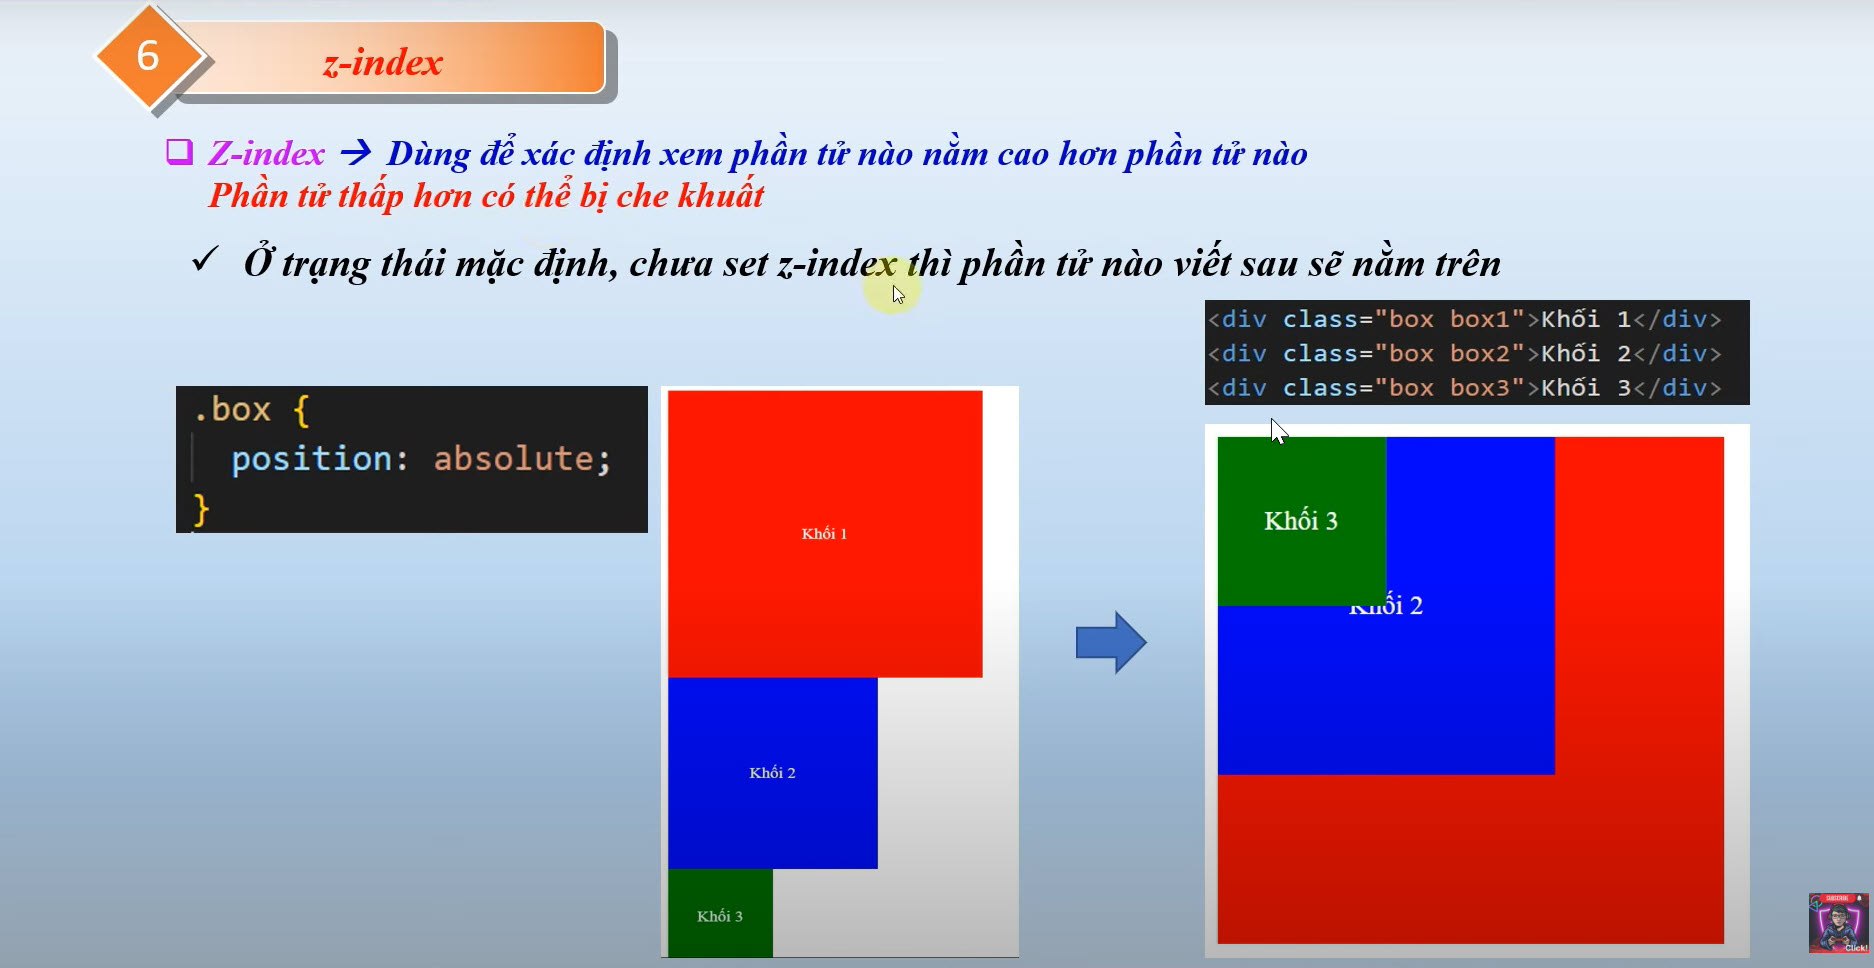 6
z-index
Z-index → Dùng để xác định xem phần tử nào nằm cao hơn phần tử nào
Phần tử thấp hơn có thể bị che khuất
Ở trạng thái mặc định, chưa set z-index thì phần tử nào viết sau sẽ nằm trên
<div class="box box1">Khối 1</div>
<div class="box box2">Khối 2</div>
<div class="box box3">Khối 3</div>
.box {
position: absolute;
}
Khối 1
Khối 2
Khối 3
Khối 3
Khối 2
SUBSCRIBE
Click!